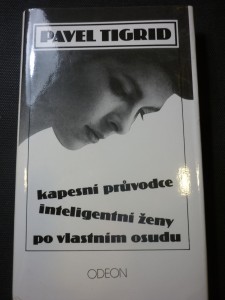 PAVEL TIGRID
kapesní průvodce
inteligentní ženy
po vlastním osudu
ODEON